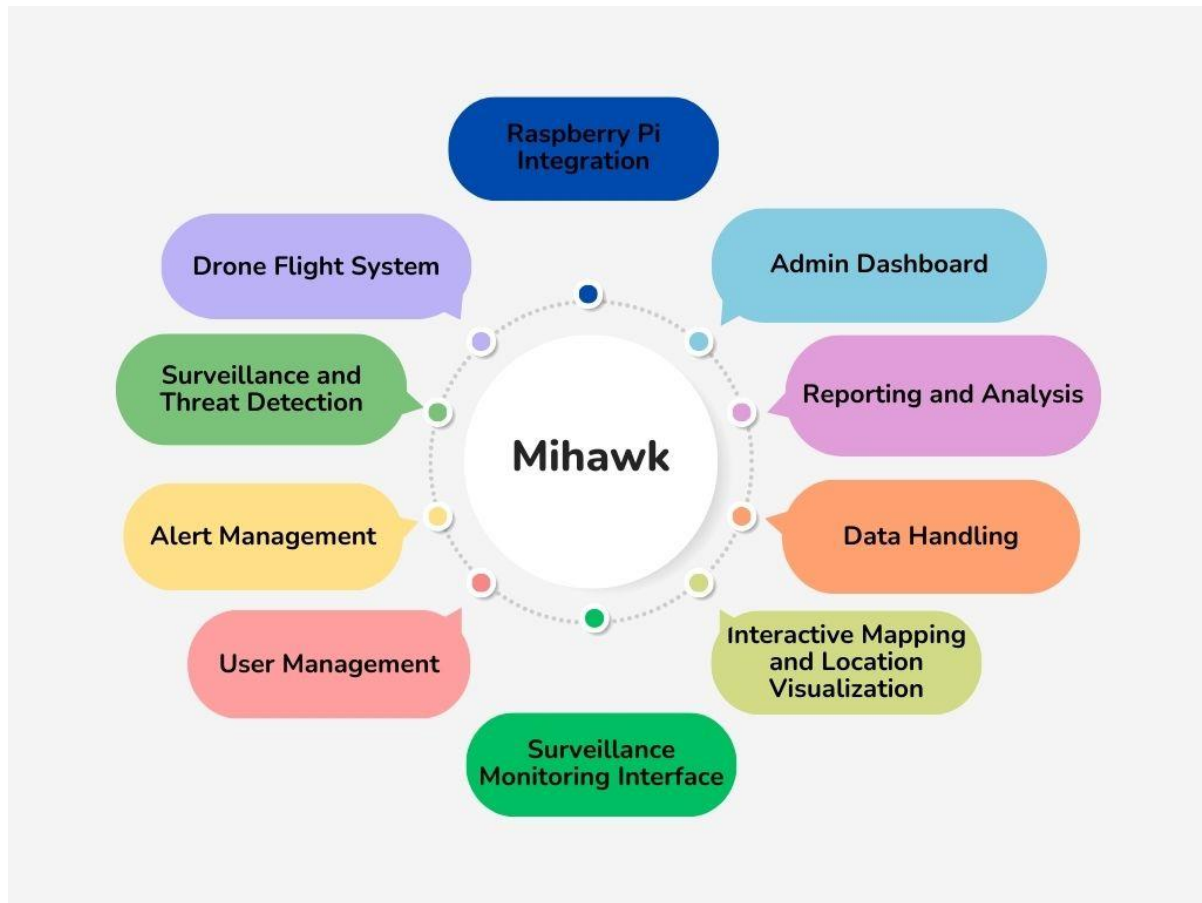 Raspberry Pi
Integration
Drone Flight System
Admin Dashboard
Surveillance and
Threat Detection
Reporting and Analysis
Mihawk
Alert Management
Data Handling
User Management
Interactive Mapping
and Location
Visualization
Surveillance
Monitoring Interface